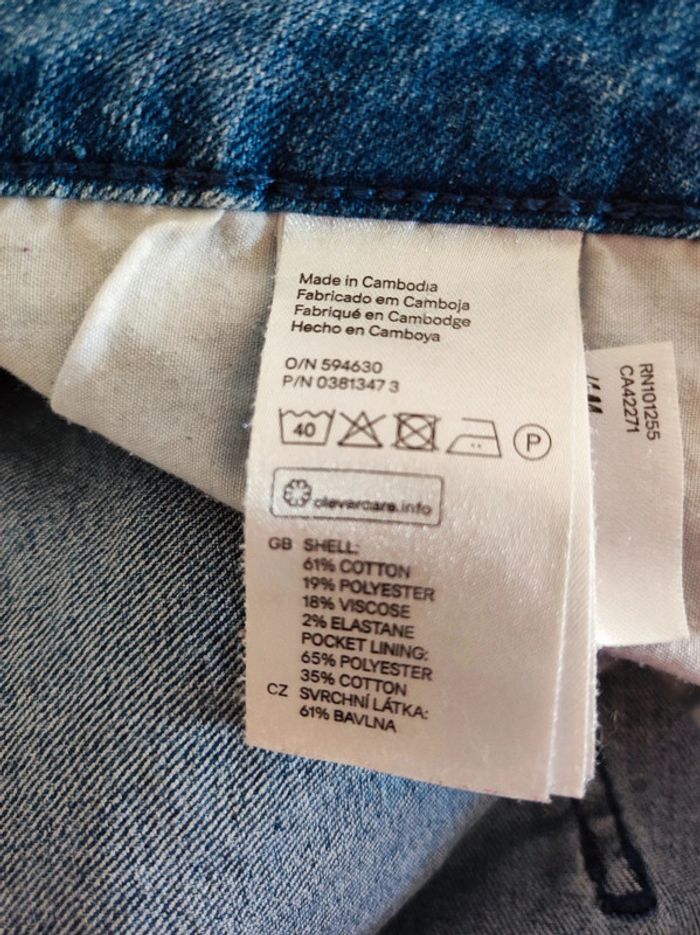 Made in Cambodia
Fabricado em Camboja
Fabriqué en Cambodge
Hecho en Camboya
O/N 594630
P/N 0381347 3
40
P
clevercare.info
GB SHELL:
61% COTTON
19% POLYESTER
18% VISCOSE
2% ELASTANE
POCKET LINING:
65% POLYESTER
35% COTTON
CZ SVRCHNÍ LÁTKA:
61% BAVLNA
RN101255
CA42271